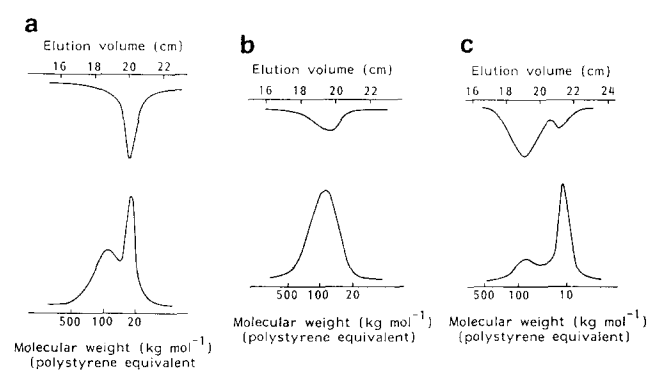 a
Elution volume (cm)
16 18 20 22
500 100 20
Molecular weight (kg mol⁻¹)
(polystyrene equivalent
b
Elution volume (cm)
16 18 20 22
500 100 20
Molecular weight (kg mol⁻¹)
(polystyrene equivalent)
c
Elution volume (cm)
16 18 20 22 24
500 100 10
Molecular weight (kg mol⁻¹)
(polystyrene equivalent)